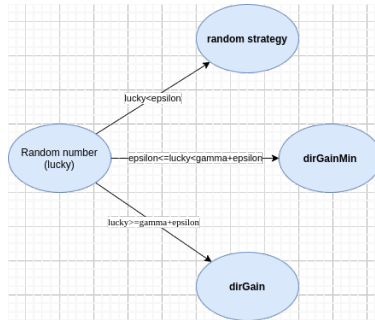 random strategy
lucky<epsilon
Random number
(lucky)
epsilon<=lucky<gamma+epsilon
dirGainMin
lucky>=gamma+epsilon
dirGain